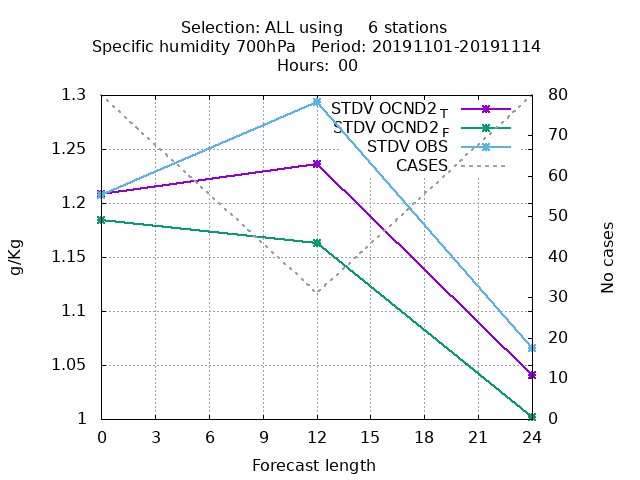 Selection: ALL using 6 stations
Specific humidity 700hPa Period: 20191101-20191114
Hours: 00
STDV OCND2 T
STDV OCND2 F
STDV OBS
CASES
1.3
1.25
1.2
1.15
1.1
1.05
1
g/Kg
80
70
60
50
40
30
20
10
0
No cases
0 3 6 9 12 15 18 21 24
Forecast length